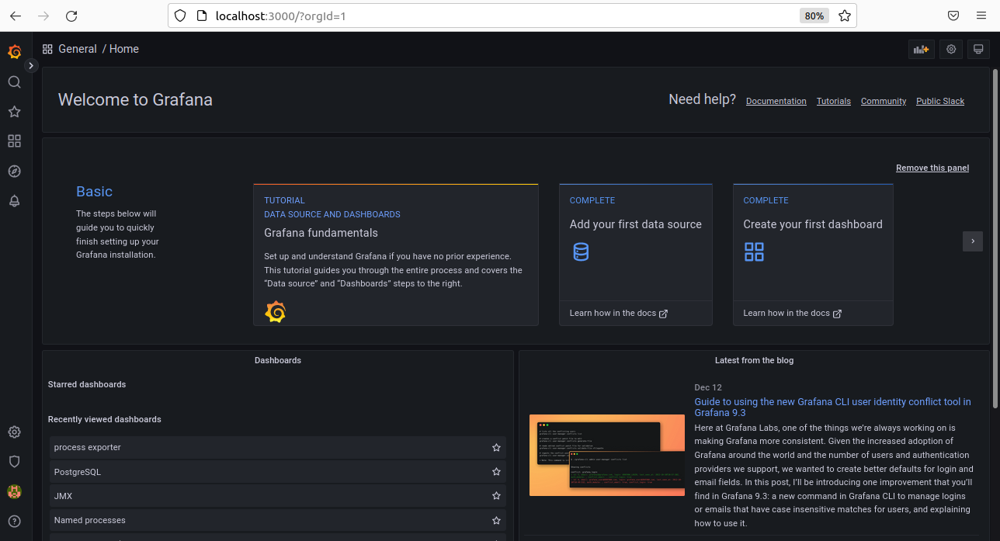 localhost:3000/?orgId=1
80%
General / Home
Welcome to Grafana
Need help?
Documentation
Tutorials
Community
Public Slack
Remove this panel
Basic
The steps below will
guide you to quickly
finish setting up your
Grafana installation.
TUTORIAL
DATA SOURCE AND DASHBOARDS
Grafana fundamentals
Set up and understand Grafana if you have no prior experience.
This tutorial guides you through the entire process and covers the
“Data source” and “Dashboards” steps to the right.
COMPLETE
Add your first data source
Learn how in the docs
COMPLETE
Create your first dashboard
Learn how in the docs
Dashboards
Starred dashboards
Recently viewed dashboards
process exporter
PostgreSQL
JMX
Named processes
Latest from the blog
Dec 12
Guide to using the new Grafana CLI user identity conflict tool in
Grafana 9.3
Here at Grafana Labs, one of the things we’re always working on is
making Grafana more consistent. Given the increased adoption of
Grafana around the world and the number of users and authentication
providers we support, we wanted to create better defaults for login and
email fields. In this post, I’ll be introducing one improvement that you’ll
find in Grafana 9.3: a new command in Grafana CLI to manage logins
or emails that have case insensitive matches for users, and explaining
how to use it.